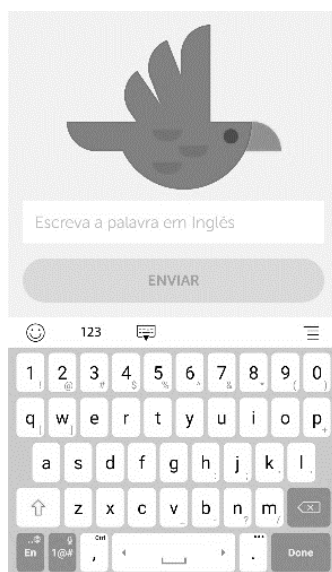 Escreva a palavra em Inglês
ENVIAR
123
1 ! 2 @ 3 # 4 $ 5 % 6 ^ 7 & 8 * 9 ( 0 )
q w e r t y u i o p +
a s d f g h j k l
z x c v b n ? m /
En 1@# , Ctrl . Done